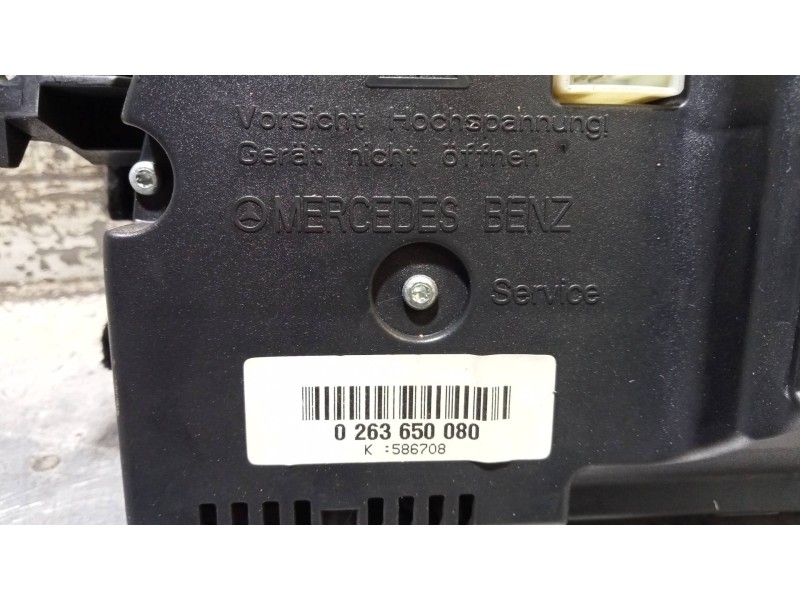 Vorsicht Hochspannung!
Gerät nicht öffnen
MERCEDES BENZ
Service
0 263 650 080
K :586708